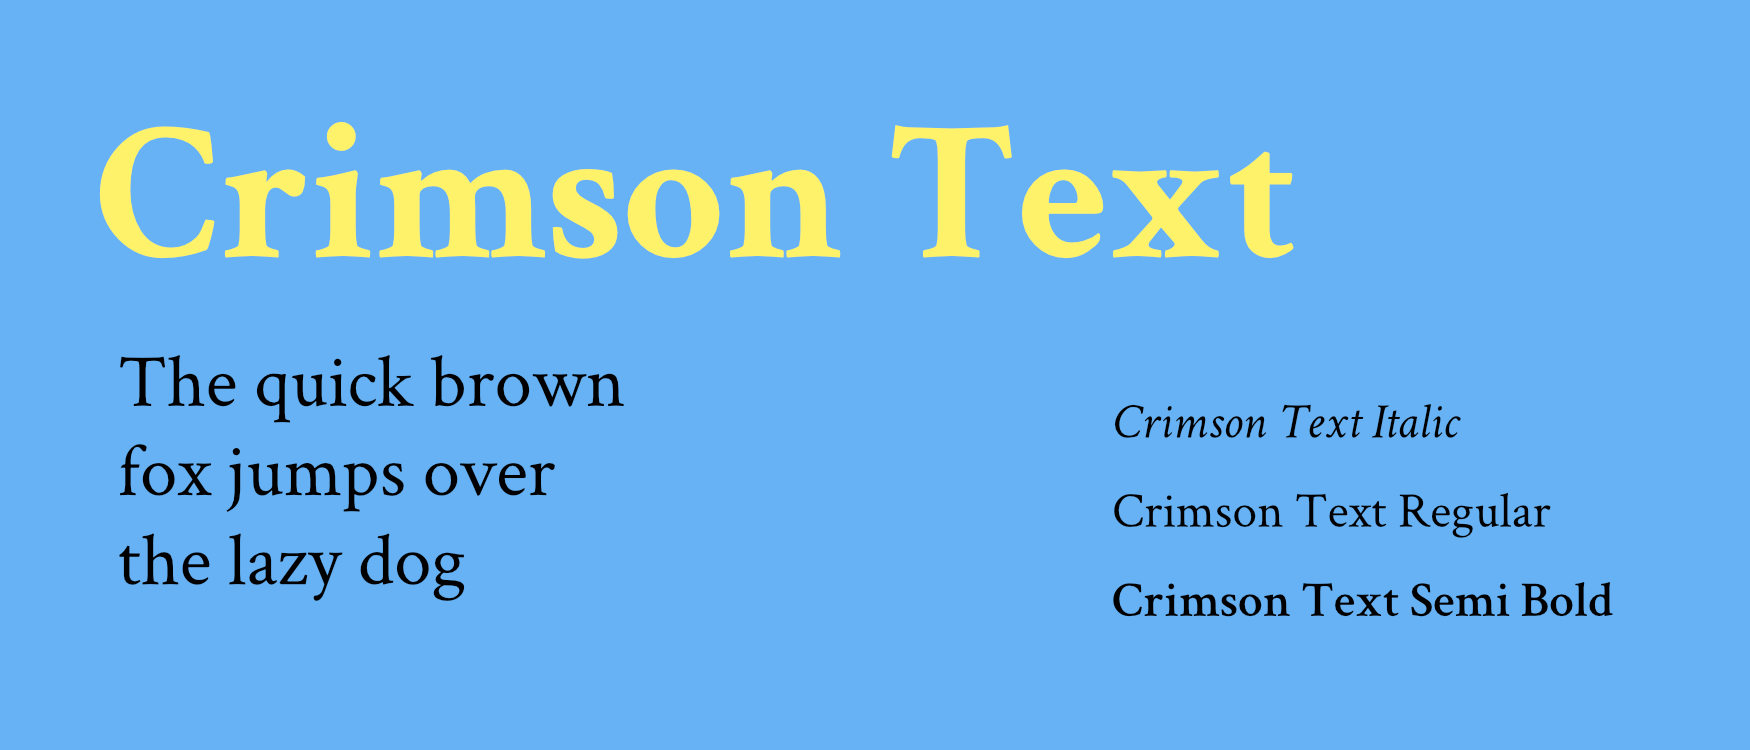 Crimson Text
The quick brown
fox jumps over
the lazy dog
Crimson Text Italic
Crimson Text Regular
Crimson Text Semi Bold